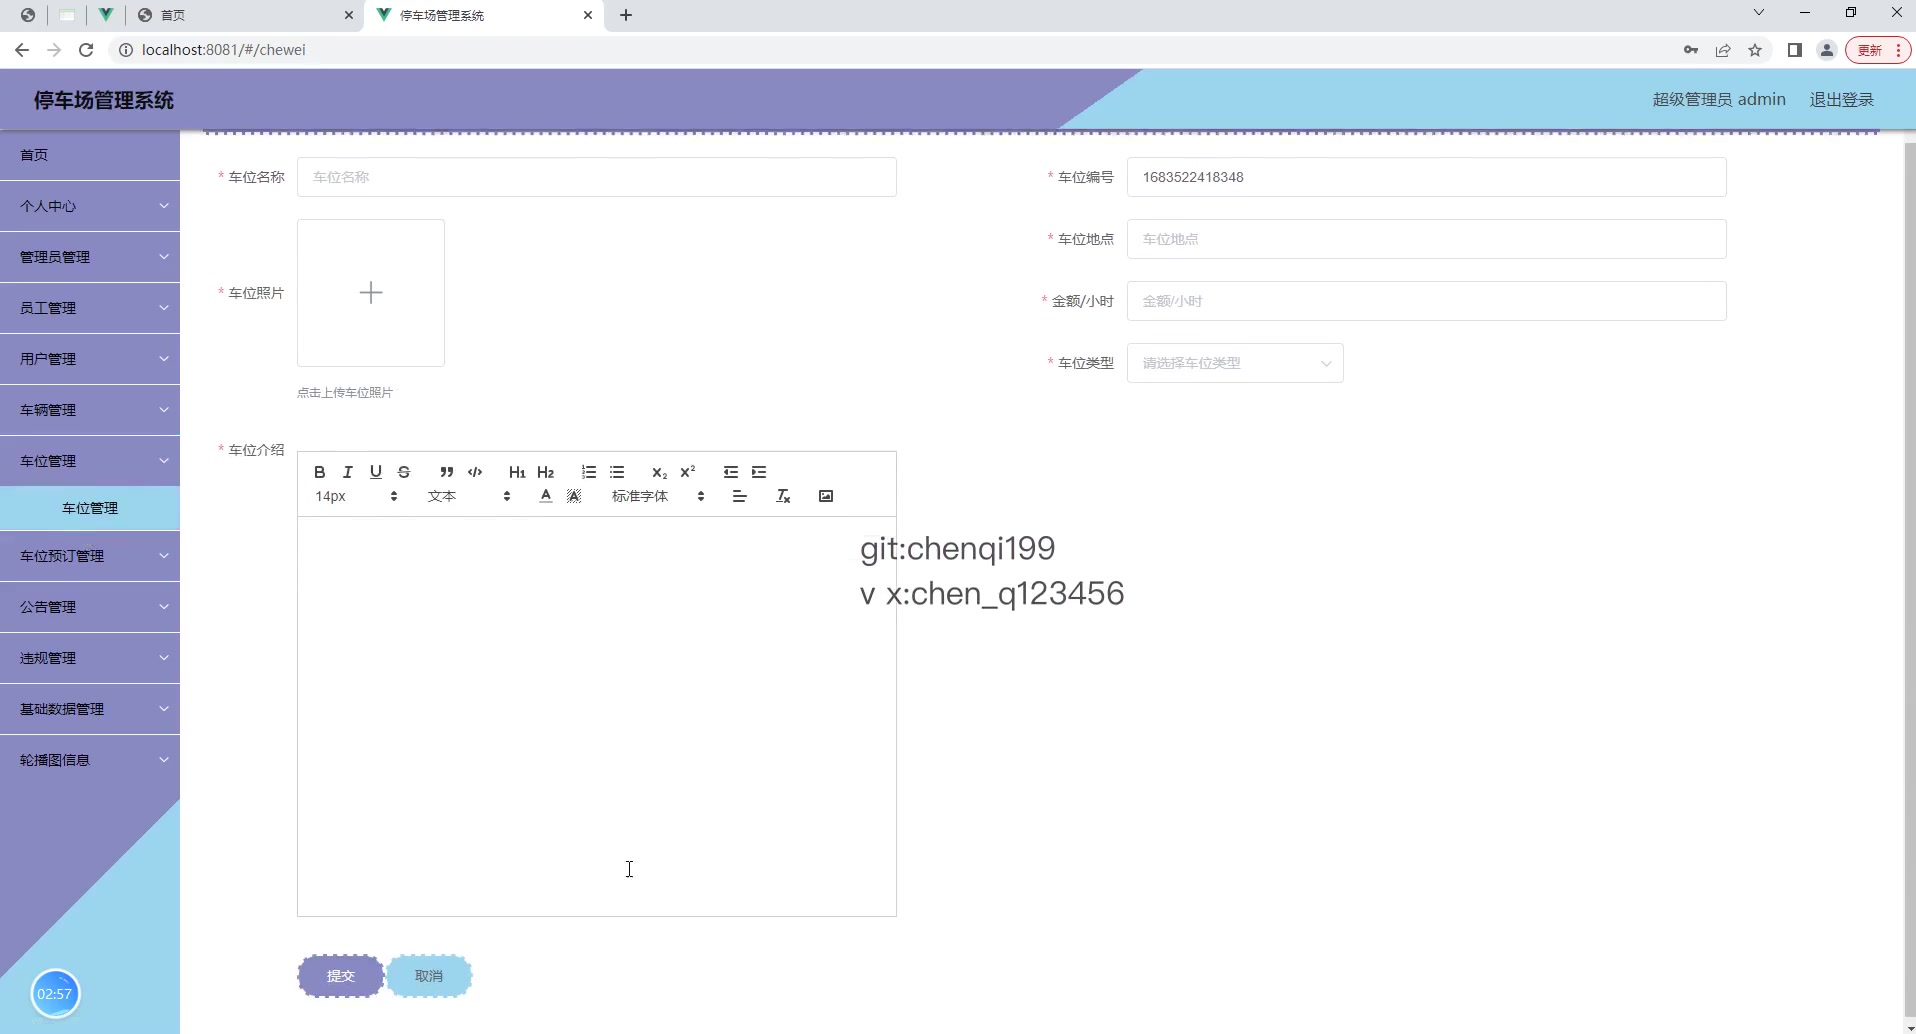 首页
停车场管理系统
localhost:8081/#/chewei
更新
停车场管理系统
超级管理员 admin
退出登录
首页
个人中心
管理员管理
员工管理
用户管理
车辆管理
车位管理
车位管理
车位预订管理
公告管理
违规管理
基础数据管理
轮播图信息
* 车位名称
车位名称
* 车位编号
1683522418348
* 车位照片
点击上传车位照片
* 车位地点
车位地点
* 金额/小时
金额/小时
* 车位类型
请选择车位类型
* 车位介绍
B I U S H1 H2 X2 X2
14px 文本 A A 标准字体 Tx
git:chenqi199
v x:chen_q123456
提交
取消
02:57